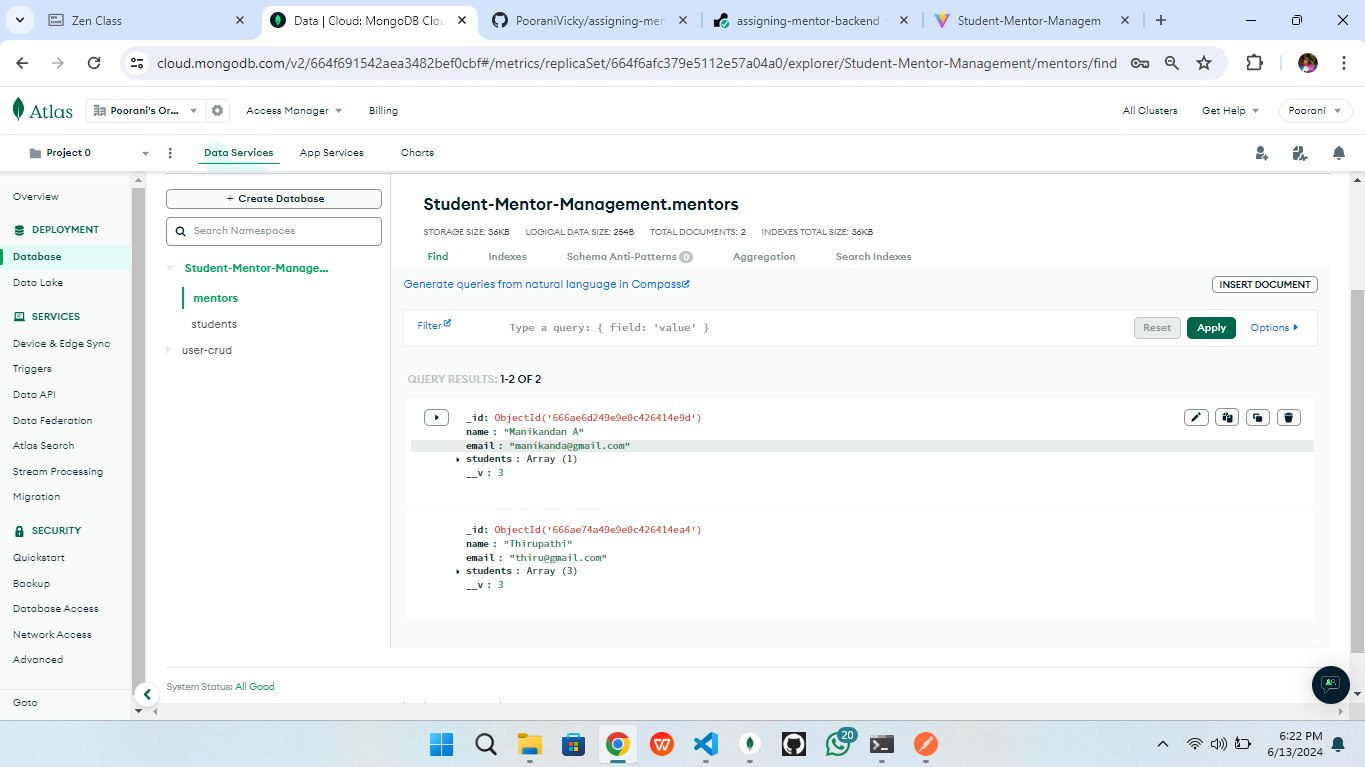 Zen Class
Data | Cloud: MongoDB Clou
PooraniVicky/assigning-men
assigning-mentor-backend
Student-Mentor-Managem
cloud.mongodb.com/v2/664f691542aea3482bef0cbf#/metrics/replicaSet/664f6afc379e5112e57a04a0/explorer/Student-Mentor-Management/mentors/find
Atlas
Poorani's Or...
Access Manager
Billing
All Clusters
Get Help
Poorani
Project 0
Data Services
App Services
Charts
Overview
DEPLOYMENT
Database
Data Lake
SERVICES
Device & Edge Sync
Triggers
Data API
Data Federation
Atlas Search
Stream Processing
Migration
SECURITY
Quickstart
Backup
Database Access
Network Access
Advanced
Goto
+ Create Database
Search Namespaces
Student-Mentor-Manage...
mentors
students
user-crud
Student-Mentor-Management.mentors
STORAGE SIZE: 36KB LOGICAL DATA SIZE: 254B TOTAL DOCUMENTS: 2 INDEXES TOTAL SIZE: 36KB
Find
Indexes
Schema Anti-Patterns 0
Aggregation
Search Indexes
Generate queries from natural language in Compass
INSERT DOCUMENT
Filter
Type a query: { field: 'value' }
Reset
Apply
Options
QUERY RESULTS: 1-2 OF 2
_id: ObjectId('666ae6d249e9e0c426414e9d')
name: "Manikandan A"
email: "manikanda@gmail.com"
students: Array (1)
__v: 3
_id: ObjectId('666ae74a49e9e0c426414ea4')
name: "Thirupathi"
email: "thiru@gmail.com"
students: Array (3)
__v: 3
System Status: All Good
20
6:22 PM
6/13/2024